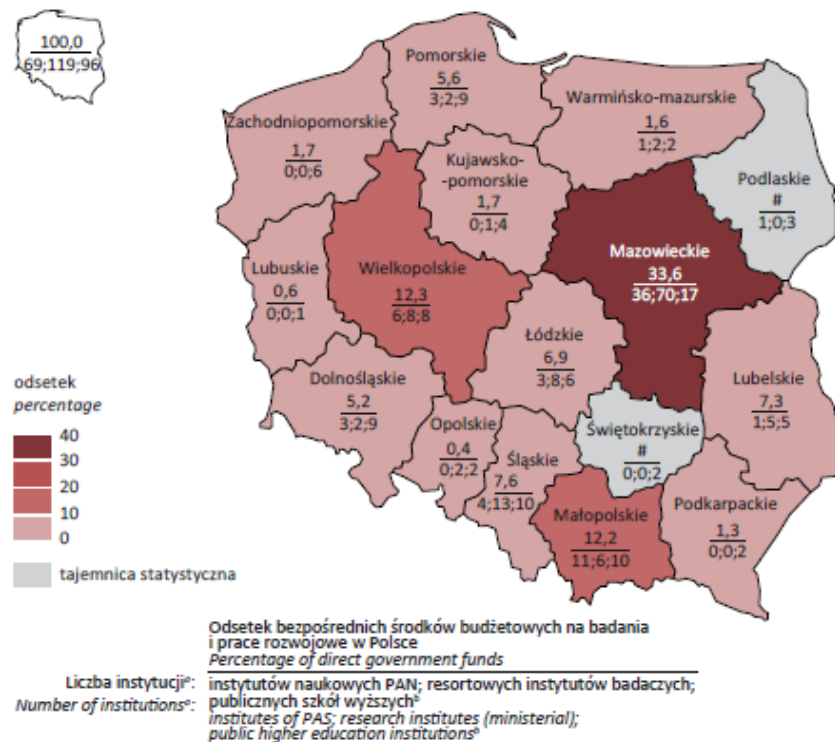 100,0
69;119;96
Pomorskie
5,6
3;2;9
Warmińsko-mazurskie
1,6
1;2;2
Zachodniopomorskie
1,7
0;0;6
Kujawsko-
-pomorskie
1,7
0;1;4
Podlaskie
#
1;0;3
Mazowieckie
33,6
36;70;17
Lubuskie
0,6
0;0;1
Wielkopolskie
12,3
6;8;8
Łódzkie
6,9
3;8;6
Lubelskie
7,3
1;5;5
Dolnośląskie
5,2
3;2;9
Opolskie
0,4
0;2;2
Śląskie
7,6
4;13;10
Świętokrzyskie
#
0;0;2
Małopolskie
12,2
11;6;10
Podkarpackie
1,3
0;0;2
odsetek
percentage
40
30
20
10
0
tajemnica statystyczna
Odsetek bezpośrednich środków budżetowych na badania
i prace rozwojowe w Polsce
Percentage of direct government funds
Liczba instytucjiᵃ: instytutów naukowych PAN; resortowych instytutów badaczych;
Number of institutionsᵃ: publicznych szkół wyższychᵇ
institutes of PAS; research institutes (ministerial);
public higher education institutionsᵇ